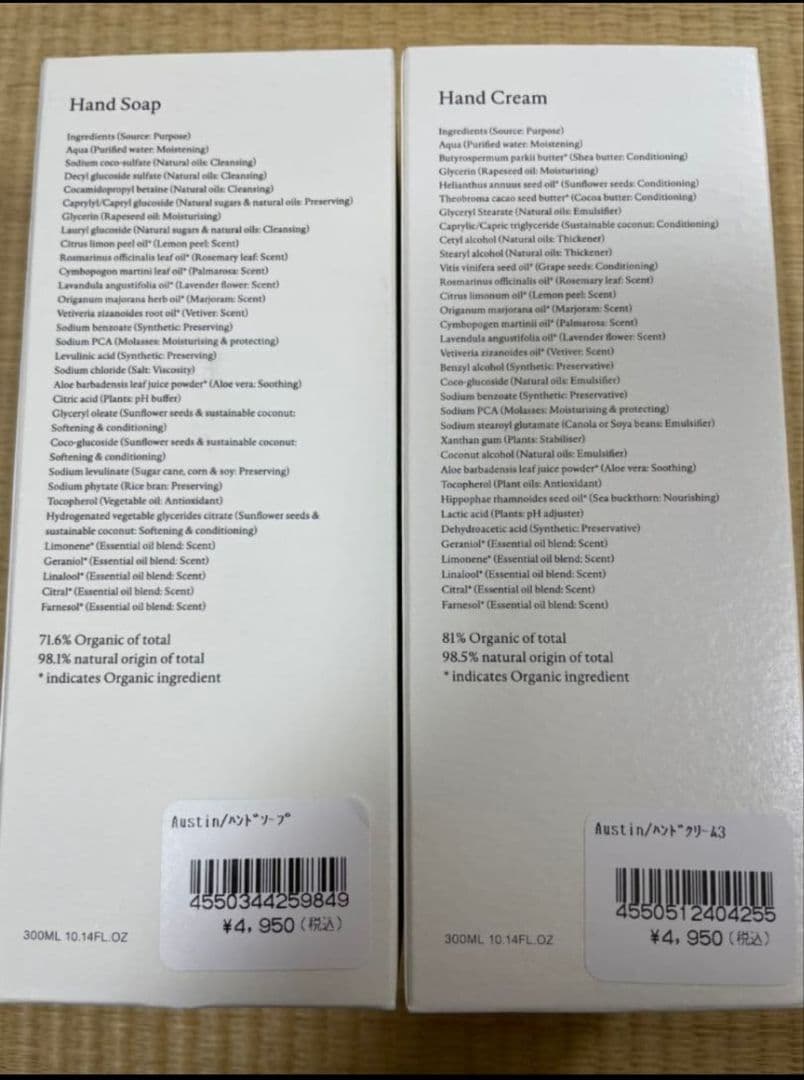 Hand Soap
Ingredients (Source: Purpose)
Aqua (Purified water: Moistening)
Sodium coco-sulfate (Natural oils: Cleansing)
Decyl glucoside sulfate (Natural oils: Cleansing)
Cocamidopropyl betaine (Natural oils: Cleansing)
Caprylyl/Capryl glucoside (Natural sugars & natural oils: Preserving)
Glycerin (Rapeseed oil: Moisturising)
Lauryl glucoside (Natural sugars & natural oils: Cleansing)
Citrus limon peel oil* (Lemon peel: Scent)
Rosmarinus officinalis leaf oil* (Rosemary leaf: Scent)
Cymbopogon martini leaf oil* (Palmarosa: Scent)
Lavandula angustifolia oil* (Lavender flower: Scent)
Origanum majorana herb oil* (Marjoram: Scent)
Vetiveria zizanoides root oil* (Vetiver: Scent)
Sodium benzoate (Synthetic: Preserving)
Sodium PCA (Molasses: Moisturising & protecting)
Levulinic acid (Synthetic: Preserving)
Sodium chloride (Salt: Viscosity)
Aloe barbadensis leaf juice powder* (Aloe vera: Soothing)
Citric acid (Plants: pH buffer)
Glyceryl oleate (Sunflower seeds & sustainable coconut:
Softening & conditioning)
Coco-glucoside (Sunflower seeds & sustainable coconut:
Softening & conditioning)
Sodium levulinate (Sugar cane, corn & soy: Preserving)
Sodium phytate (Rice bran: Preserving)
Tocopherol (Vegetable oil: Antioxidant)
Hydrogenated vegetable glycerides citrate (Sunflower seeds &
sustainable coconut: Softening & conditioning)
Limonene* (Essential oil blend: Scent)
Geraniol* (Essential oil blend: Scent)
Linalool* (Essential oil blend: Scent)
Citral* (Essential oil blend: Scent)
Farnesol* (Essential oil blend: Scent)
71.6% Organic of total
98.1% natural origin of total
* indicates Organic ingredient
Austin/ﾊﾝﾄﾞｿｰﾌﾟ
4550344259849
¥4,950(税込)
300ML 10.14FL.OZ
Hand Cream
Ingredients (Source: Purpose)
Aqua (Purified water: Moistening)
Butyrospermum parkii butter* (Shea butter: Conditioning)
Glycerin (Rapeseed oil: Moisturising)
Helianthus annuus seed oil* (Sunflower seeds: Conditioning)
Theobroma cacao seed butter* (Cocoa butter: Conditioning)
Glyceryl Stearate (Natural oils: Emulsifier)
Caprylic/Capric triglyceride (Sustainable coconut: Conditioning)
Cetyl alcohol (Natural oils: Thickener)
Stearyl alcohol (Natural oils: Thickener)
Vitis vinifera seed oil* (Grape seeds: Conditioning)
Rosmarinus officinalis oil* (Rosemary leaf: Scent)
Citrus limonum oil* (Lemon peel: Scent)
Origanum marjorana oil* (Marjoram: Scent)
Cymbopogen martinii oil* (Palmarosa: Scent)
Lavendula angustifolia oil* (Lavender flower: Scent)
Vetiveria zizanoides oil* (Vetiver: Scent)
Benzyl alcohol (Synthetic: Preservative)
Coco-glucoside (Natural oils: Emulsifier)
Sodium benzoate (Synthetic: Preservative)
Sodium PCA (Molasses: Moisturising & protecting)
Sodium stearoyl glutamate (Canola or Soya beans: Emulsifier)
Xanthan gum (Plants: Stabiliser)
Coconut alcohol (Natural oils: Emulsifier)
Aloe barbadensis leaf juice powder* (Aloe vera: Soothing)
Tocopherol (Plant oils: Antioxidant)
Hippophae rhamnoides seed oil* (Sea buckthorn: Nourishing)
Lactic acid (Plants: pH adjuster)
Dehydroacetic acid (Synthetic: Preservative)
Geraniol* (Essential oil blend: Scent)
Limonene* (Essential oil blend: Scent)
Linalool* (Essential oil blend: Scent)
Citral* (Essential oil blend: Scent)
Farnesol* (Essential oil blend: Scent)
81% Organic of total
98.5% natural origin of total
* indicates Organic ingredient
Austin/ﾊﾝﾄﾞｸﾘｰﾑ3
4550512404255
¥4,950(税込)
300ML 10.14FL.OZ